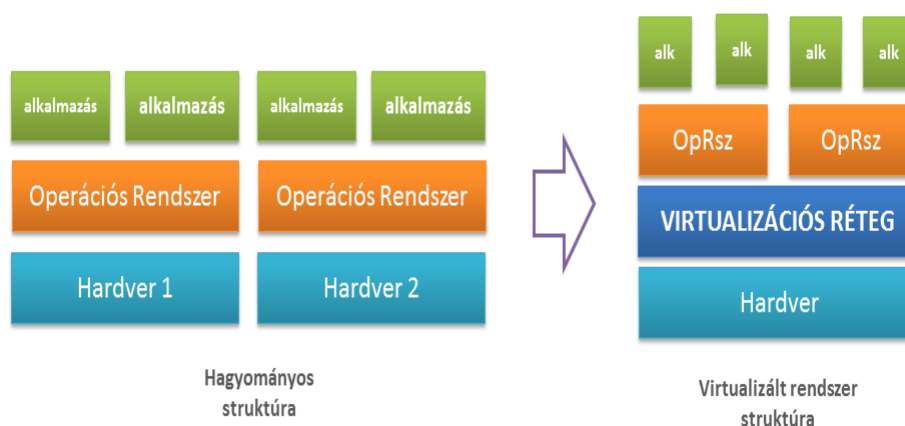 alkalmazás alkalmazás alkalmazás alkalmazás
Operációs Rendszer Operációs Rendszer
Hardver 1 Hardver 2
Hagyományos
struktúra
alk alk alk alk
OpRsz OpRsz
VIRTUALIZÁCIÓS RÉTEG
Hardver
Virtualizált rendszer
struktúra